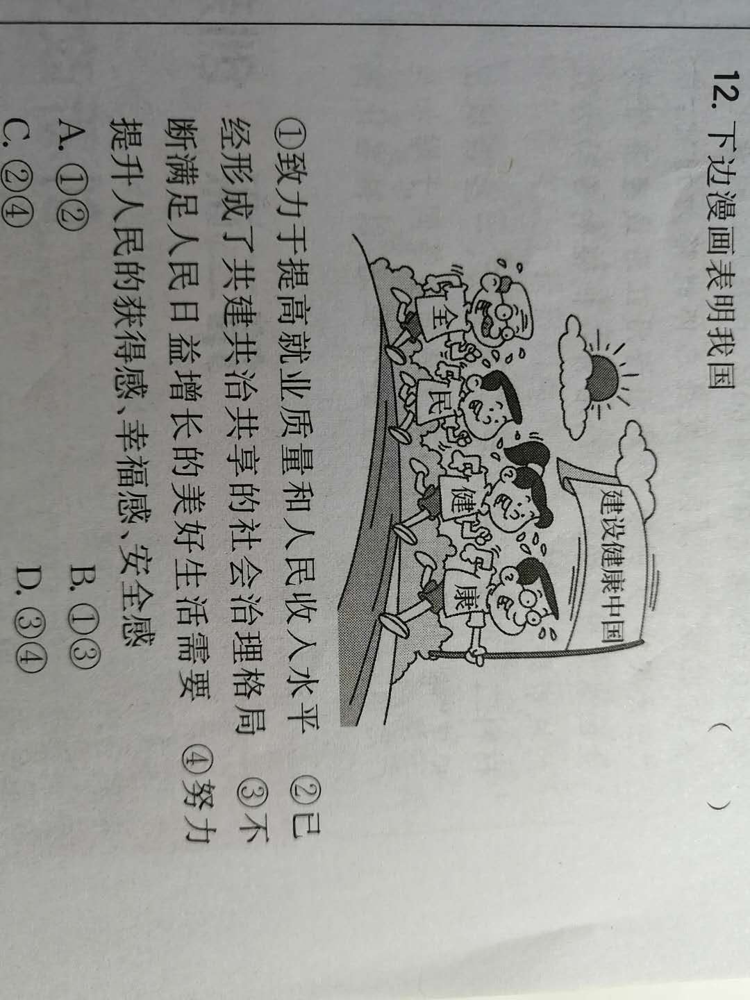 12. 下边漫画表明我国 ( )
建设健康中国
全 民 健 康
①致力于提高就业质量和人民收入水平 ②已
经形成了共建共治共享的社会治理格局 ③不
断满足人民日益增长的美好生活需要 ④努力
提升人民的获得感、幸福感、安全感
A. ①② B. ①③
C. ②④ D. ③④